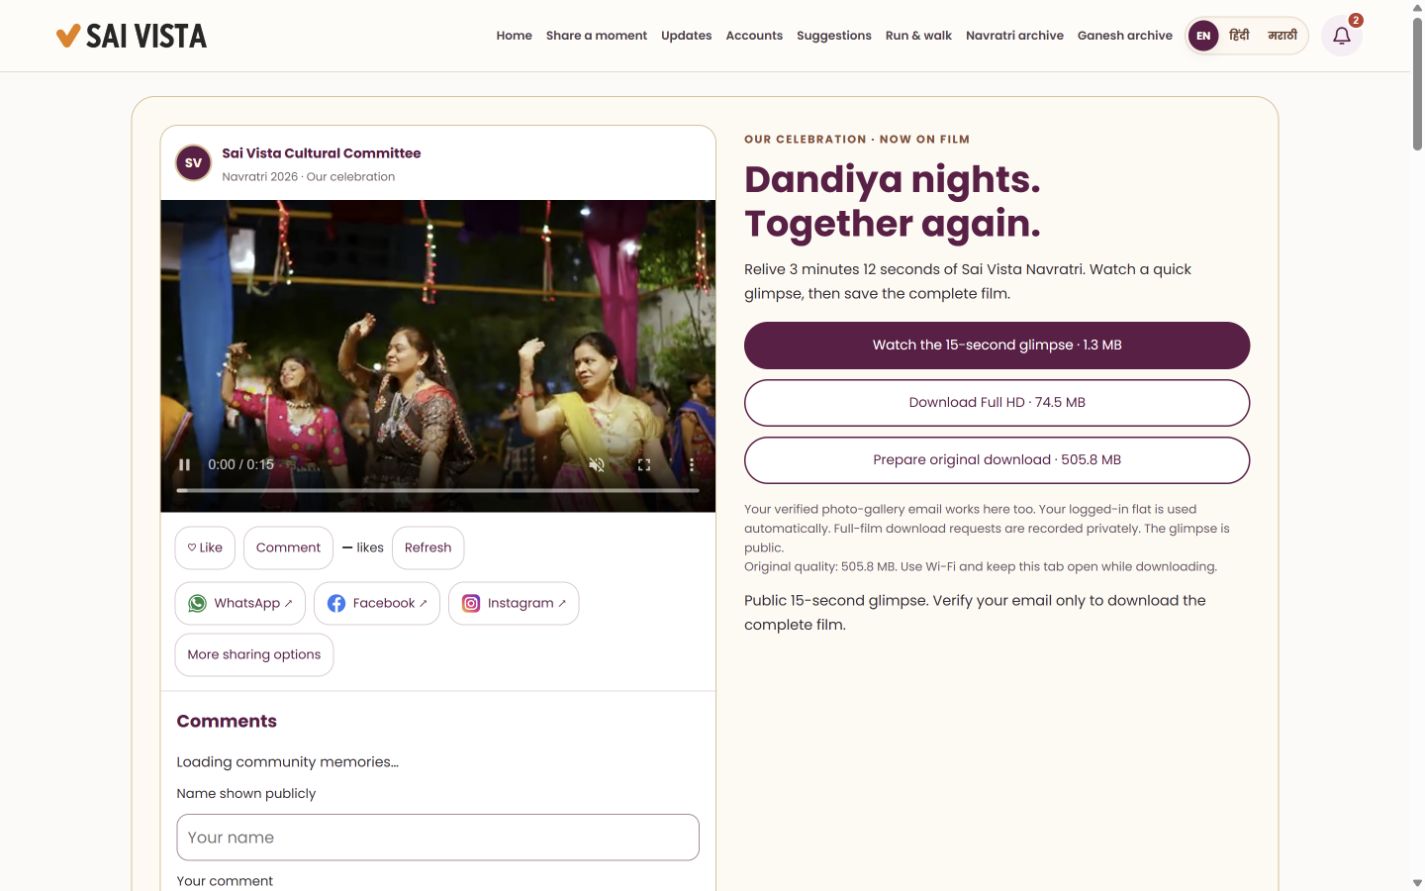 SAI VISTA
Home Share a moment Updates Accounts Suggestions Run & walk Navratri archive Ganesh archive EN हिंदी मराठी 2
SV
Sai Vista Cultural Committee
Navratri 2026 · Our celebration
0:00 / 0:15
♡ Like Comment — likes Refresh
WhatsApp ↗ Facebook ↗ Instagram ↗
More sharing options
Comments
Loading community memories…
Name shown publicly
Your name
Your comment
OUR CELEBRATION · NOW ON FILM
Dandiya nights.
Together again.
Relive 3 minutes 12 seconds of Sai Vista Navratri. Watch a quick
glimpse, then save the complete film.
Watch the 15-second glimpse · 1.3 MB
Download Full HD · 74.5 MB
Prepare original download · 505.8 MB
Your verified photo-gallery email works here too. Your logged-in flat is used
automatically. Full-film download requests are recorded privately. The glimpse is
public.
Original quality: 505.8 MB. Use Wi-Fi and keep this tab open while downloading.
Public 15-second glimpse. Verify your email only to download the
complete film.